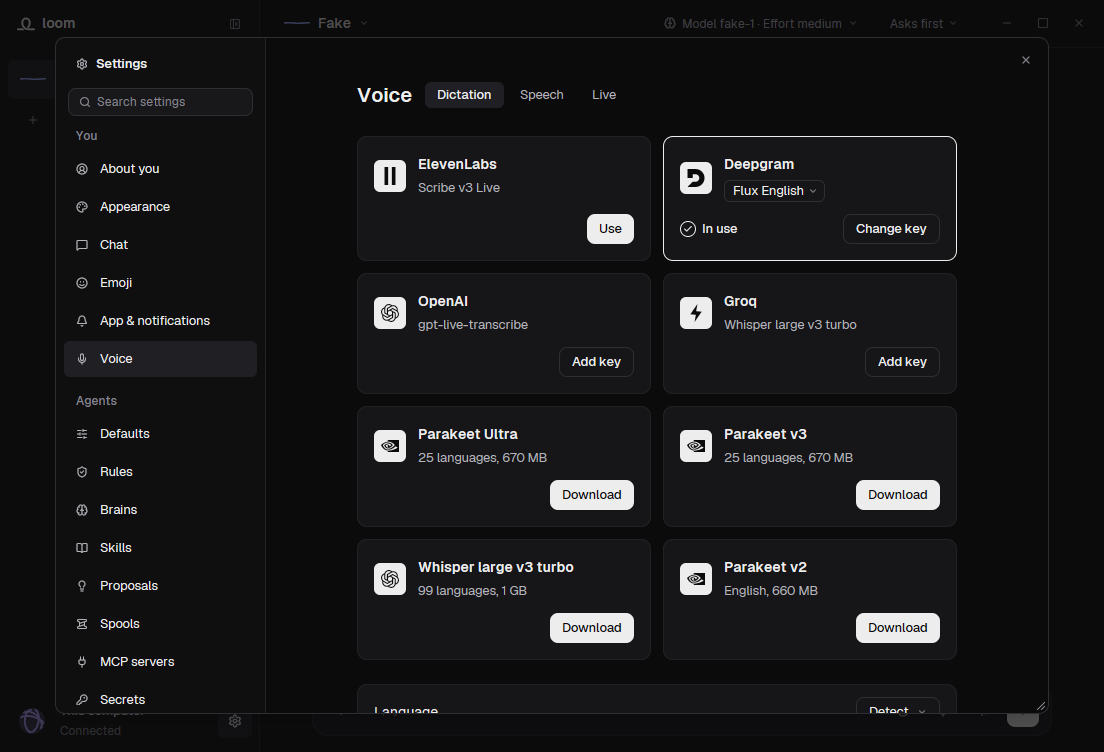 loom
Fake
Model fake-1 · Effort medium
Asks first
Settings
Search settings
You
About you
Appearance
Chat
Emoji
App & notifications
Voice
Agents
Defaults
Rules
Brains
Skills
Proposals
Spools
MCP servers
Secrets
Connected
Voice
Dictation
Speech
Live
ElevenLabs
Scribe v3 Live
Use
Deepgram
Flux English
In use
Change key
OpenAI
gpt-live-transcribe
Add key
Groq
Whisper large v3 turbo
Add key
Parakeet Ultra
25 languages, 670 MB
Download
Parakeet v3
25 languages, 670 MB
Download
Whisper large v3 turbo
99 languages, 1 GB
Download
Parakeet v2
English, 660 MB
Download
Language
Detect